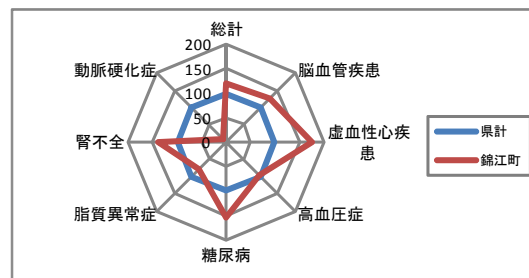 総計
200
150
100
50
0
脳血管疾患
虚血性心疾
患
高血圧症
糖尿病
脂質異常症
腎不全
動脈硬化症
県計
錦江町